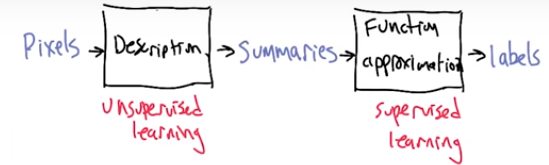 Pixels → Description → Summaries → Function approximation → labels
unsupervised
learning
supervised
learning